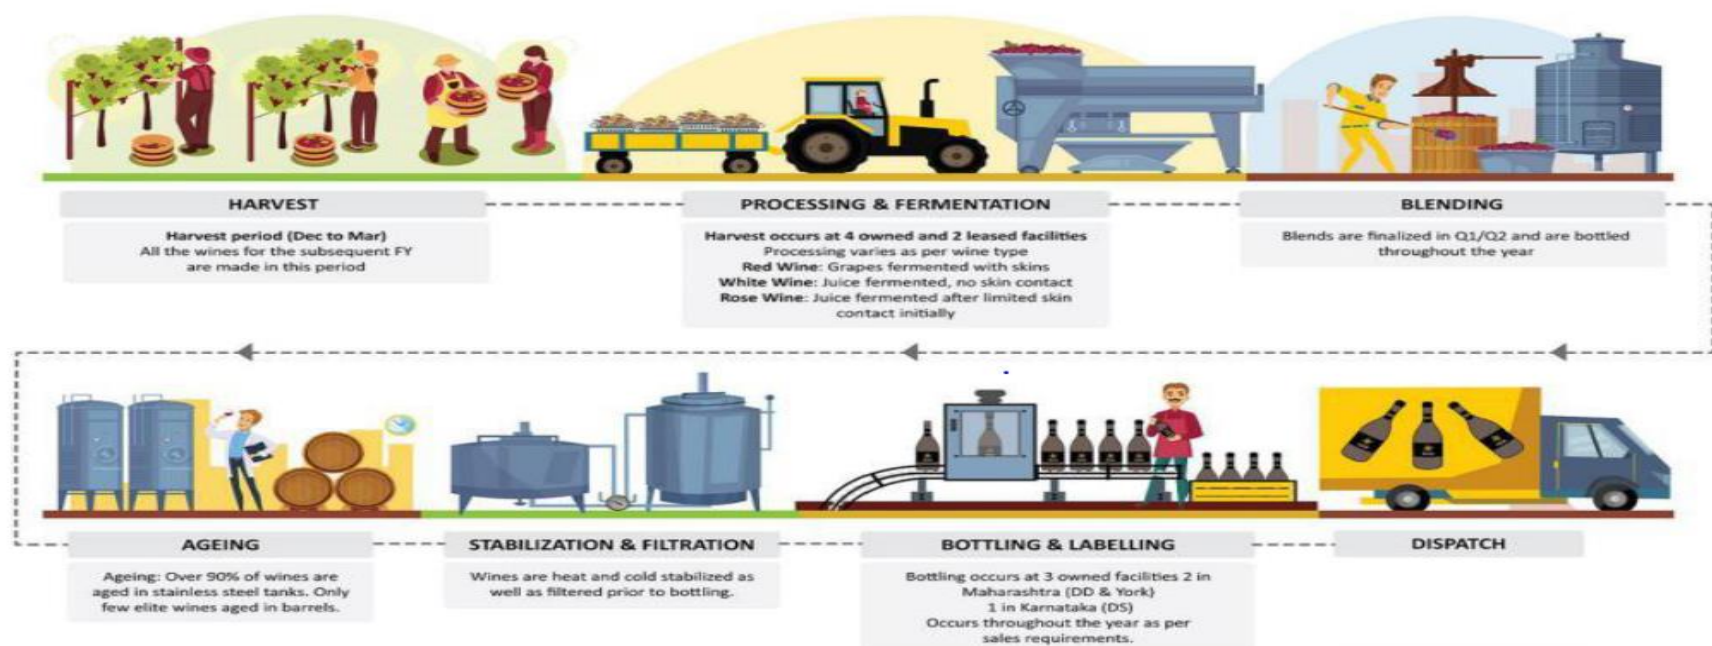 HARVEST
Harvest period (Dec to Mar)
All the wines for the subsequent FY
are made in this period
PROCESSING & FERMENTATION
Harvest occurs at 4 owned and 2 leased facilities
Processing varies as per wine type
Red Wine: Grapes fermented with skins
White Wine: Juice fermented, no skin contact
Rose Wine: Juice fermented after limited skin
contact initially
BLENDING
Blends are finalized in Q1/Q2 and are bottled
throughout the year
AGEING
Ageing: Over 90% of wines are
aged in stainless steel tanks. Only
few elite wines aged in barrels.
STABILIZATION & FILTRATION
Wines are heat and cold stabilized as
well as filtered prior to bottling.
BOTTLING & LABELLING
Bottling occurs at 3 owned facilities 2 in
Maharashtra (DD & York)
1 in Karnataka (DS)
Occurs throughout the year as per
sales requirements.
DISPATCH